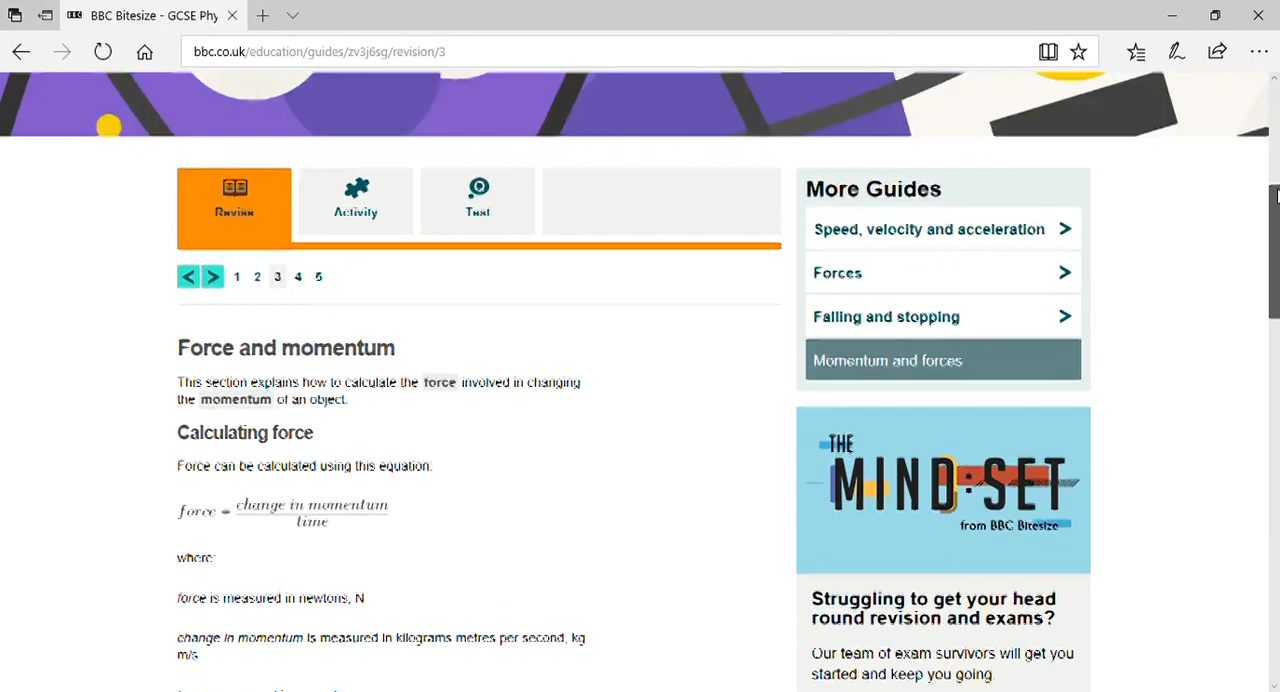 BBC Bitesize - GCSE Phy
bbc.co.uk/education/guides/zv3j6sg/revision/3
Revise
Activity
Test
< > 1 2 3 4 5
Force and momentum
This section explains how to calculate the force involved in changing
the momentum of an object.
Calculating force
Force can be calculated using this equation:
force = change in momentum
time
where:
force is measured in newtons, N
change in momentum is measured in kilograms metres per second, kg
m/s
More Guides
Speed, velocity and acceleration >
Forces >
Falling and stopping >
Momentum and forces
THE
MIND:SET
from BBC Bitesize
Struggling to get your head
round revision and exams?
Our team of exam survivors will get you
started and keep you going.